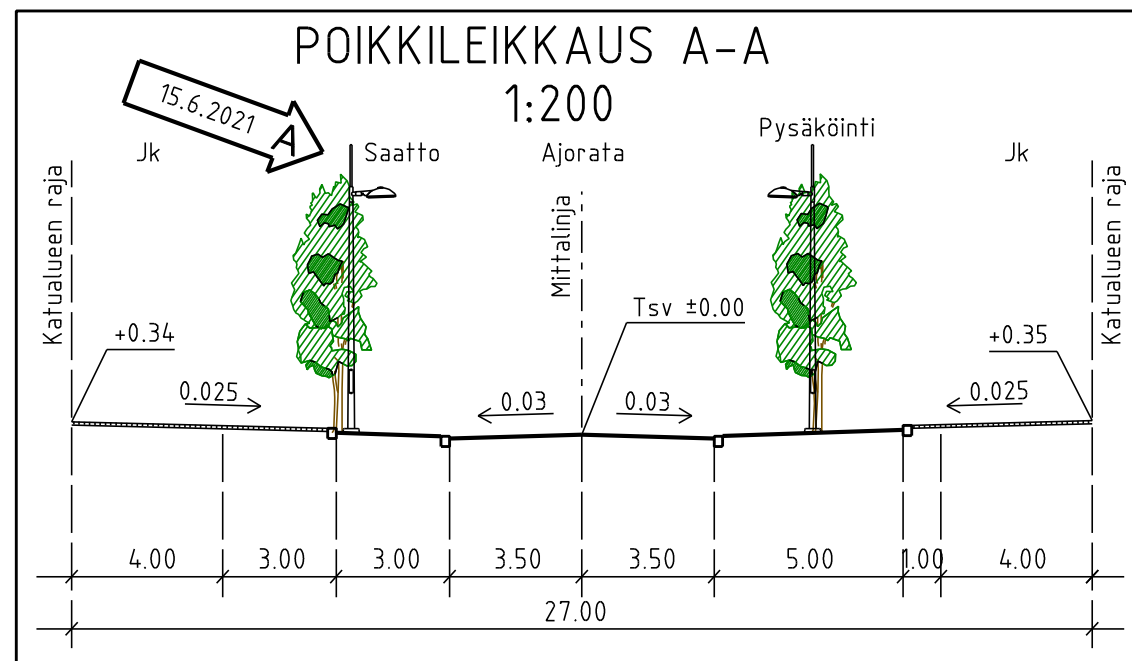 POIKKILEIKKAUS A-A
1:200
15.6.2021 A
Jk
Saatto
Ajorata
Pysäköinti
Jk
Katualueen raja
Mittalinja
Katualueen raja
+0.34
Tsv ±0.00
+0.35
0.025
0.03
0.03
0.025
4.00 3.00 3.00 3.50 3.50 5.00 1.00 4.00
27.00